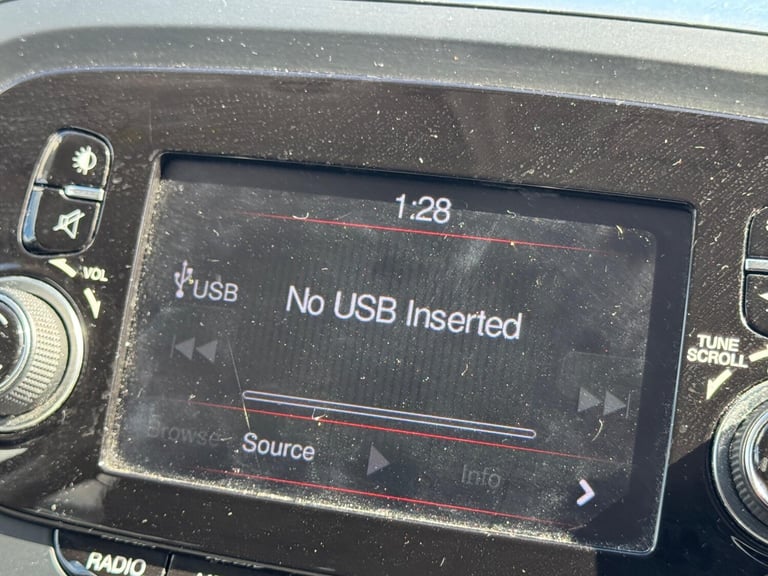 1:28
VOL
USB
No USB Inserted
TUNE
SCROLL
Browse
Source
Info
RADIO